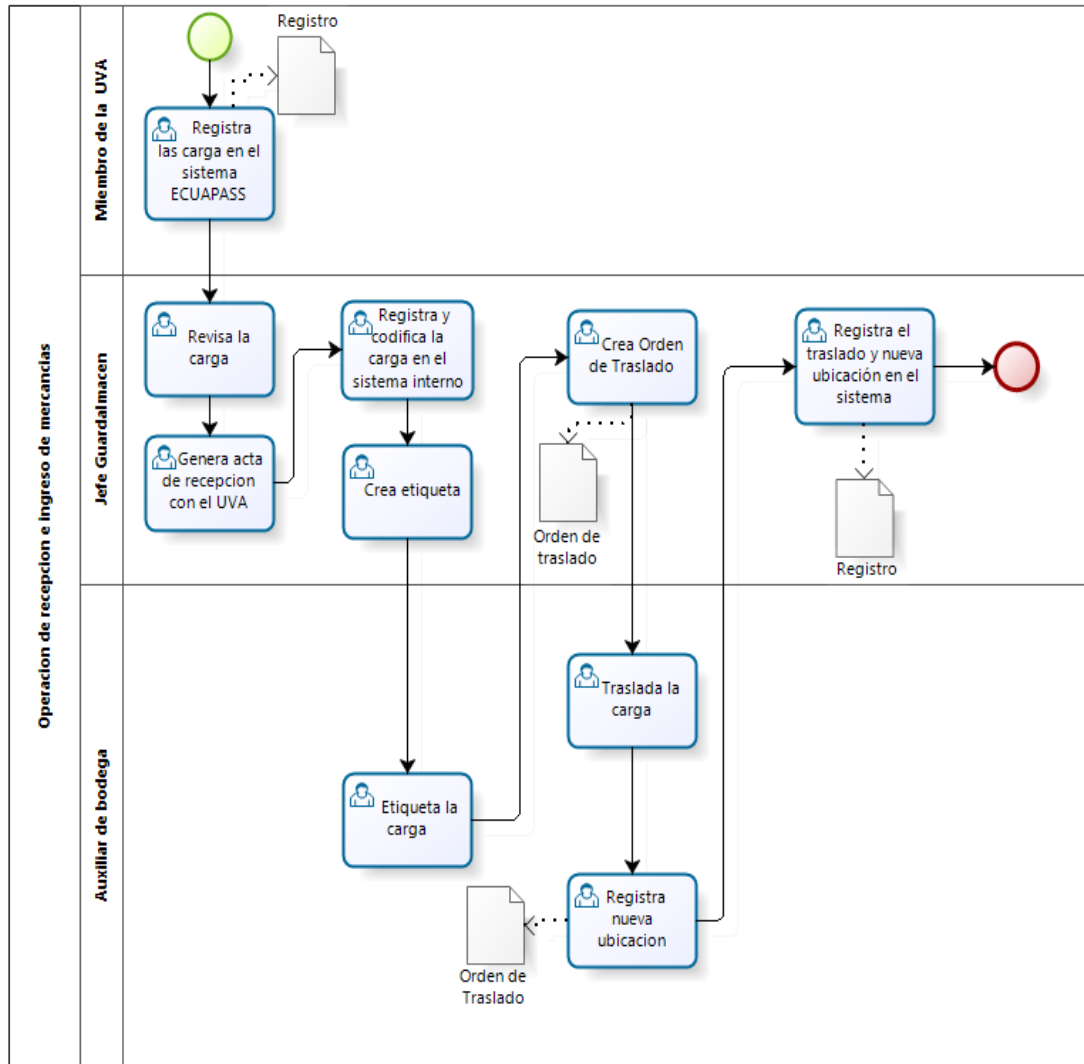 Operacion de recepcion e ingreso de mercancias
Miembro de la UVA
Registro
Registra
las carga en el
sistema
ECUAPASS
Jefe Guardalmacen
Revisa la
carga
Genera acta
de recepcion
con el UVA
Registra y
codifica la
carga en el
sistema interno
Crea etiqueta
Crea Orden
de Traslado
Orden de
traslado
Registra el
traslado y nueva
ubicación en el
sistema
Registro
Auxiliar de bodega
Etiqueta la
carga
Traslada la
carga
Registra
nueva
ubicacion
Orden de
Traslado